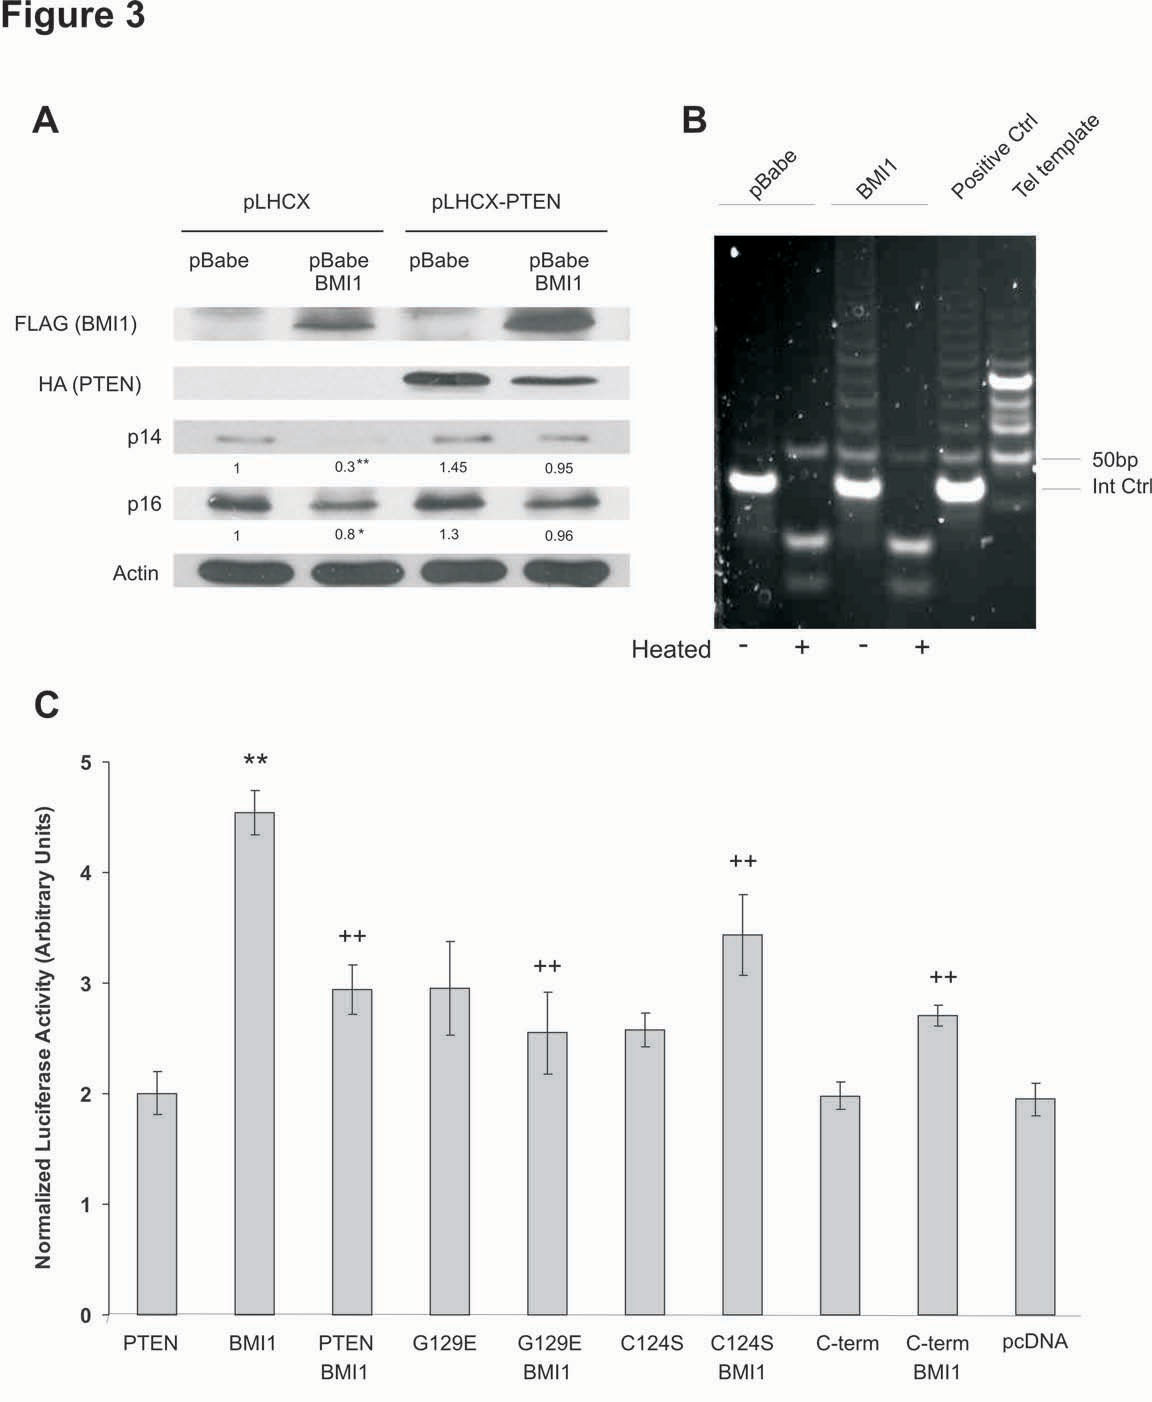 Figure 3
A
pLHCX
pLHCX-PTEN
pBabe
pBabe
BMI1
pBabe
pBabe
BMI1
FLAG (BMI1)
HA (PTEN)
p14
1
0.3**
1.45
0.95
p16
1
0.8*
1.3
0.96
Actin
B
pBabe
BMI1
Positive Ctrl
Tel template
50bp
Int Ctrl
Heated - + - +
C
Normalized Luciferase Activity (Arbitrary Units)
5
4
3
2
1
0
**
++
++
++
++
PTEN
BMI1
PTEN
BMI1
G129E
G129E
BMI1
C124S
C124S
BMI1
C-term
C-term
BMI1
pcDNA